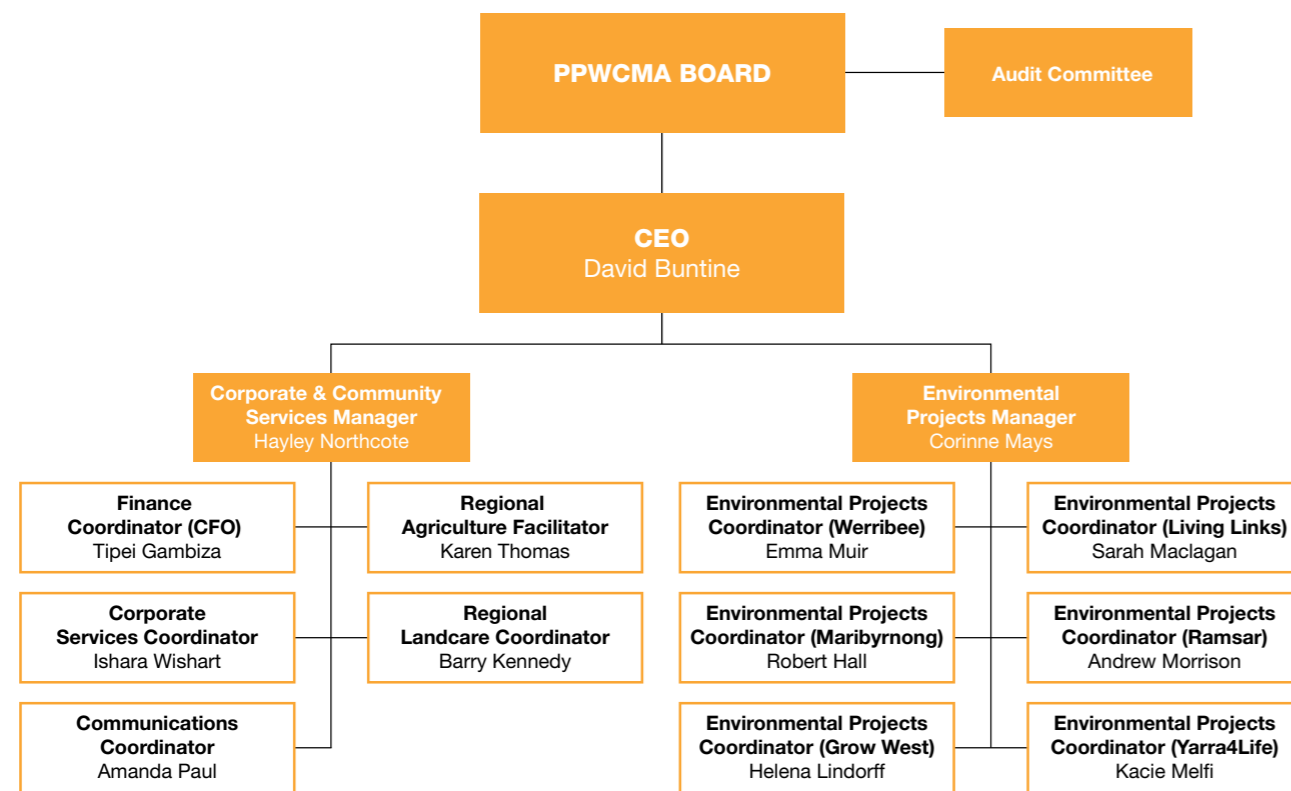 PPWCMA BOARD
Audit Committee
CEO
David Buntine
Corporate & Community
Services Manager
Hayley Northcote
Environmental
Projects Manager
Corinne Mays
Finance
Coordinator (CFO)
Tipei Gambiza
Regional
Agriculture Facilitator
Karen Thomas
Environmental Projects
Coordinator (Werribee)
Emma Muir
Environmental Projects
Coordinator (Living Links)
Sarah Maclagan
Corporate
Services Coordinator
Ishara Wishart
Regional
Landcare Coordinator
Barry Kennedy
Environmental Projects
Coordinator (Maribyrnong)
Robert Hall
Environmental Projects
Coordinator (Ramsar)
Andrew Morrison
Communications
Coordinator
Amanda Paul
Environmental Projects
Coordinator (Grow West)
Helena Lindorff
Environmental Projects
Coordinator (Yarra4Life)
Kacie Melfi